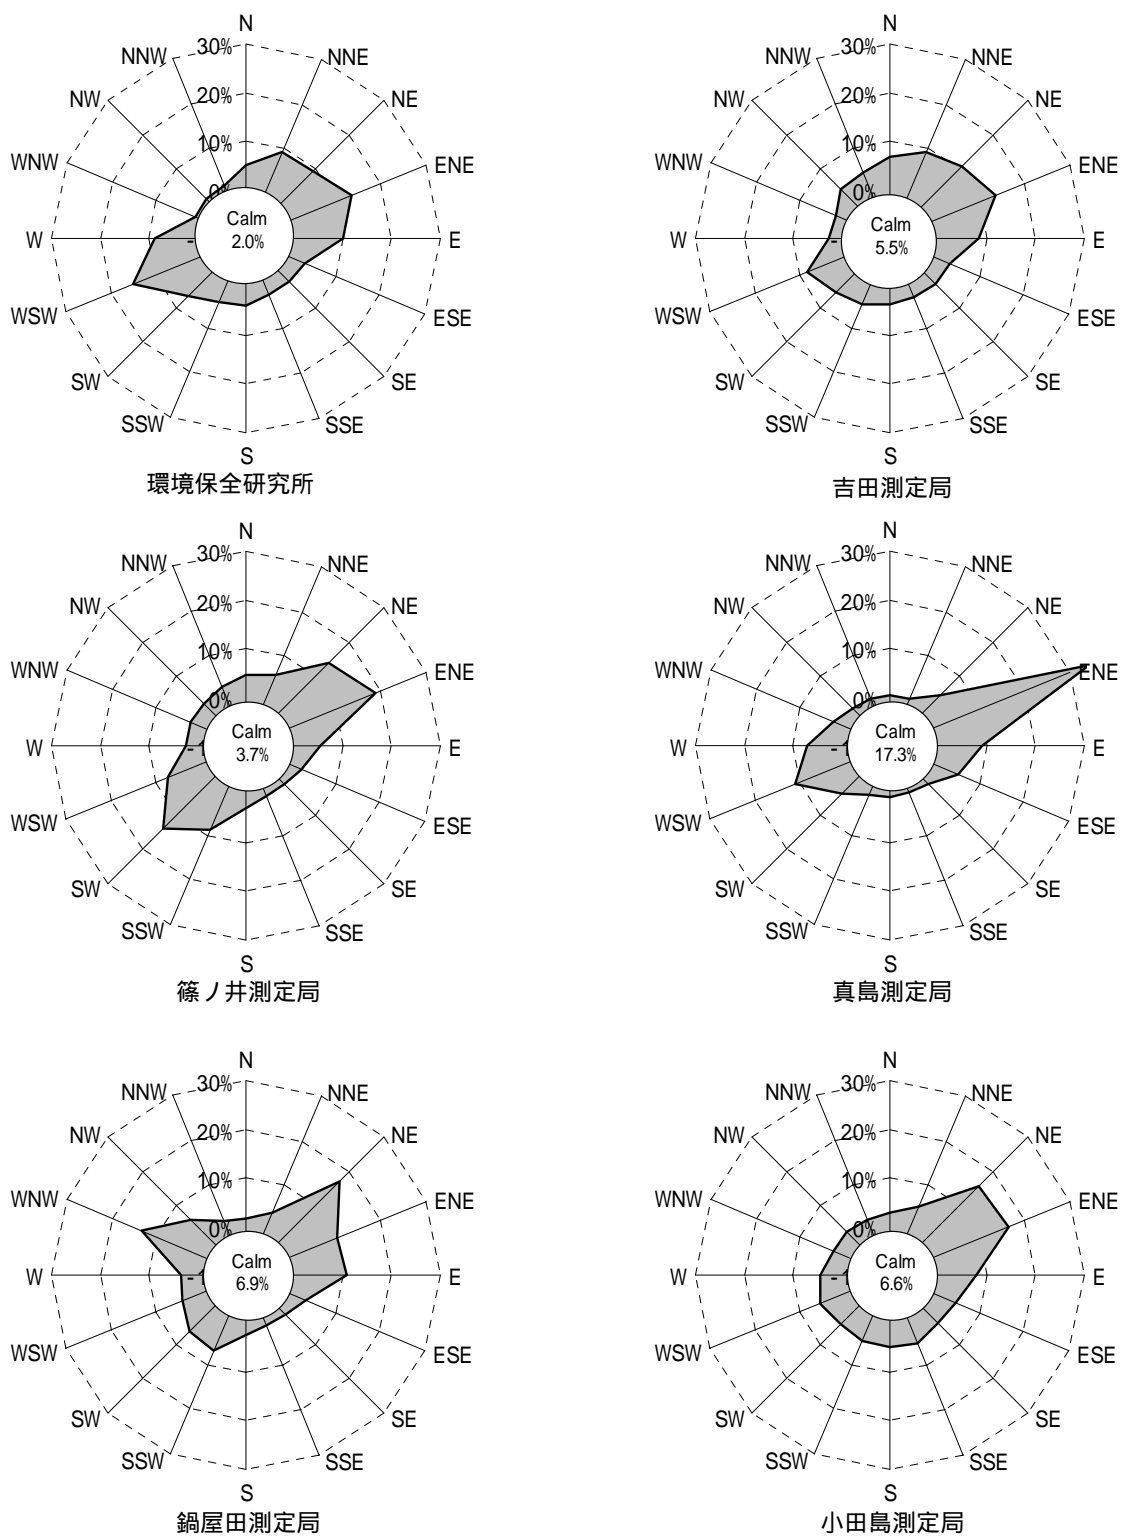 N
NNW 30% NNE
NW 20% NE
WNW 10% ENE
0%
Calm
W - 2.0% E
WSW ESE
SW SE
SSW SSE
S
環境保全研究所
N
NNW 30% NNE
NW 20% NE
WNW 10% ENE
0%
Calm
W - 5.5% E
WSW ESE
SW SE
SSW SSE
S
吉田測定局
N
NNW 30% NNE
NW 20% NE
WNW 10% ENE
0%
Calm
W - 3.7% E
WSW ESE
SW SE
SSW SSE
S
篠ノ井測定局
N
NNW 30% NNE
NW 20% NE
WNW 10% ENE
0%
Calm
W - 17.3% E
WSW ESE
SW SE
SSW SSE
S
真島測定局
N
NNW 30% NNE
NW 20% NE
WNW 10% ENE
0%
Calm
W - 6.9% E
WSW ESE
SW SE
SSW SSE
S
鍋屋田測定局
N
NNW 30% NNE
NW 20% NE
WNW 10% ENE
0%
Calm
W - 6.6% E
WSW ESE
SW SE
SSW SSE
S
小田島測定局